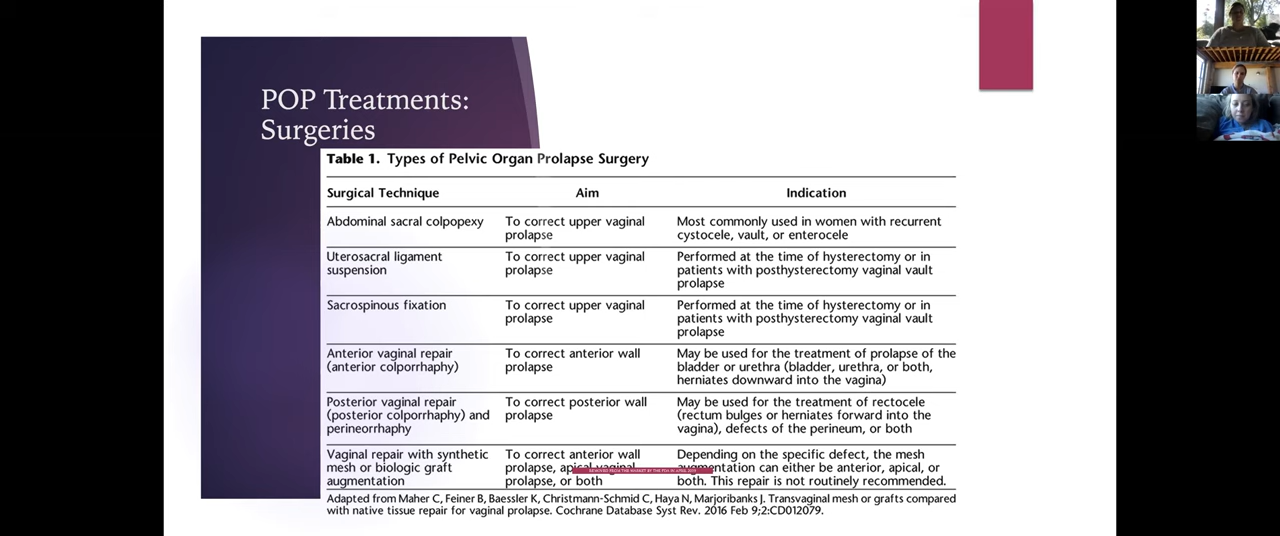 POP Treatments:
Surgeries
Table 1. Types of Pelvic Organ Prolapse Surgery
Surgical Technique Aim Indication
Abdominal sacral colpopexy To correct upper vaginal Most commonly used in women with recurrent
prolapse cystocele, vault, or enterocele
Uterosacral ligament To correct upper vaginal Performed at the time of hysterectomy or in
suspension prolapse patients with posthysterectomy vaginal vault
prolapse
Sacrospinous fixation To correct upper vaginal Performed at the time of hysterectomy or in
prolapse patients with posthysterectomy vaginal vault
prolapse
Anterior vaginal repair To correct anterior wall May be used for the treatment of prolapse of the
(anterior colporrhaphy) prolapse bladder or urethra (bladder, urethra, or both,
herniates downward into the vagina)
Posterior vaginal repair To correct posterior wall May be used for the treatment of rectocele
(posterior colporrhaphy) and prolapse (rectum bulges or herniates forward into the
perineorrhaphy vagina), defects of the perineum, or both
Vaginal repair with synthetic To correct anterior wall Depending on the specific defect, the mesh
mesh or biologic graft prolapse, apical vaginal augmentation can either be anterior, apical, or
REMOVED FROM THE MARKET BY THE FDA IN APRIL 2019
augmentation prolapse, or both both. This repair is not routinely recommended.
Adapted from Maher C, Feiner B, Baessler K, Christmann-Schmid C, Haya N, Marjoribanks J. Transvaginal mesh or grafts compared
with native tissue repair for vaginal prolapse. Cochrane Database Syst Rev. 2016 Feb 9;2:CD012079.